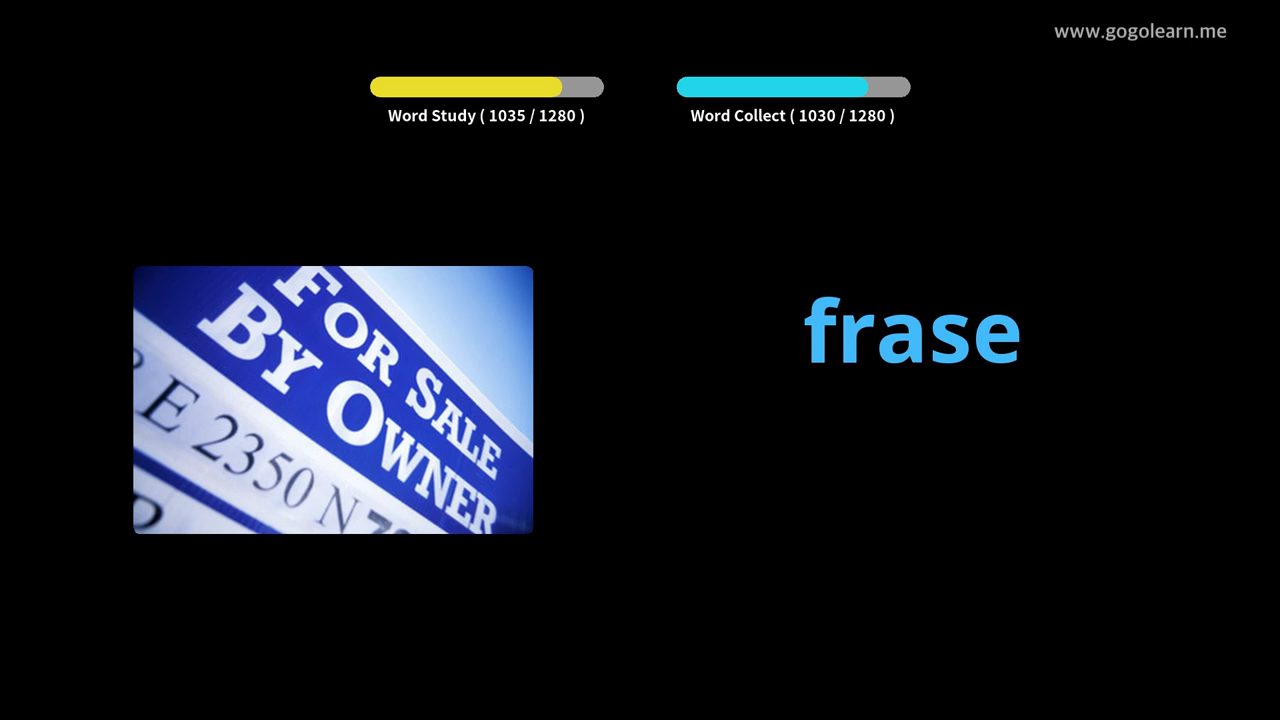 www.gogolearn.me
Word Study ( 1035 / 1280 )
Word Collect ( 1030 / 1280 )
FOR SALE
BY OWNER
E 2350 N
frase